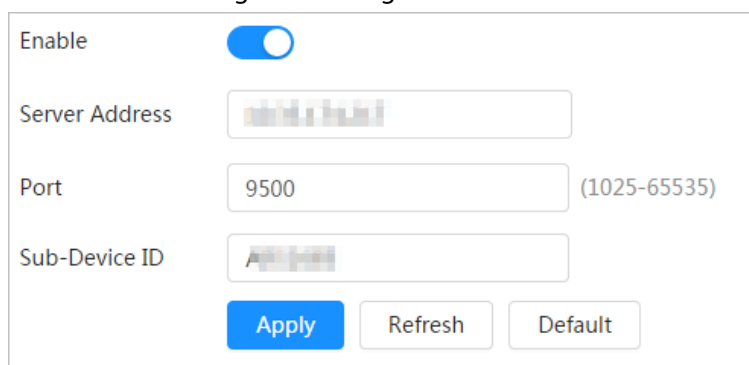 Enable
Server Address
Port 9500 (1025-65535)
Sub-Device ID
Apply Refresh Default